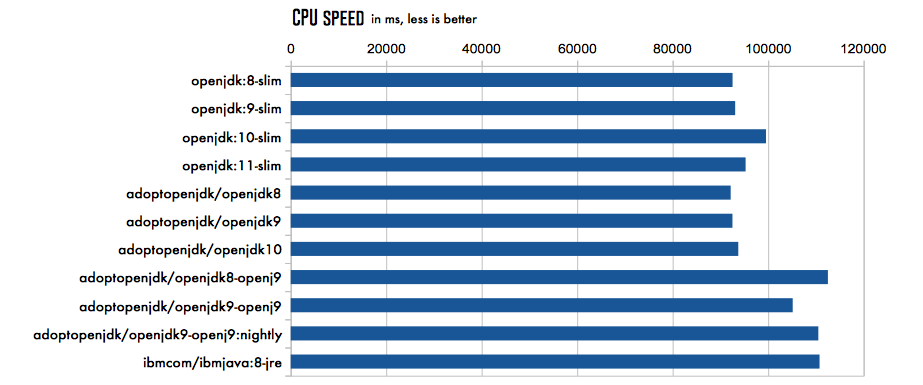 CPU SPEED in ms, less is better
0 20000 40000 60000 80000 100000 120000
openjdk:8-slim
openjdk:9-slim
openjdk:10-slim
openjdk:11-slim
adoptopenjdk/openjdk8
adoptopenjdk/openjdk9
adoptopenjdk/openjdk10
adoptopenjdk/openjdk8-openj9
adoptopenjdk/openjdk9-openj9
adoptopenjdk/openjdk9-openj9:nightly
ibmcom/ibmjava:8-jre